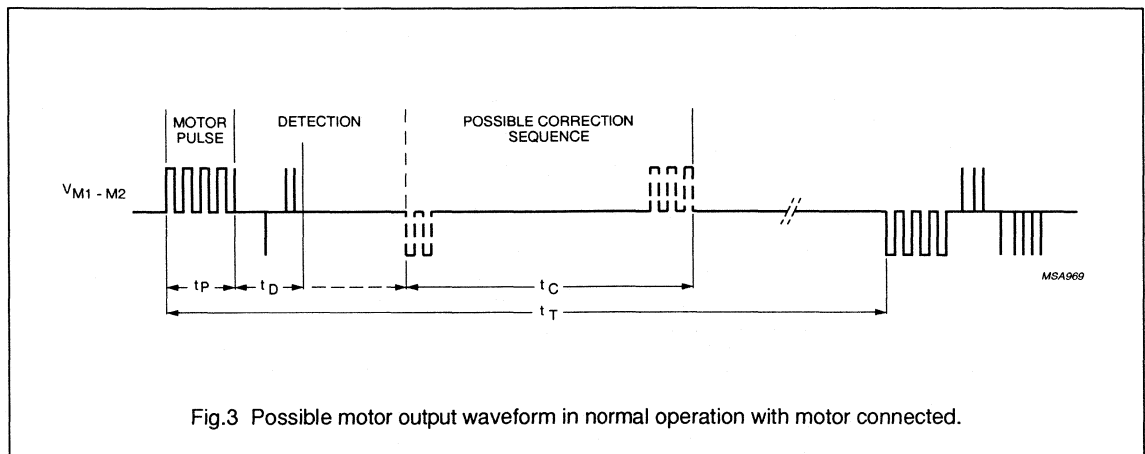 MOTOR
PULSE
DETECTION
POSSIBLE CORRECTION
SEQUENCE
VM1 - M2
tP
tD
tC
tT
MSA969
Fig.3 Possible motor output waveform in normal operation with motor connected.